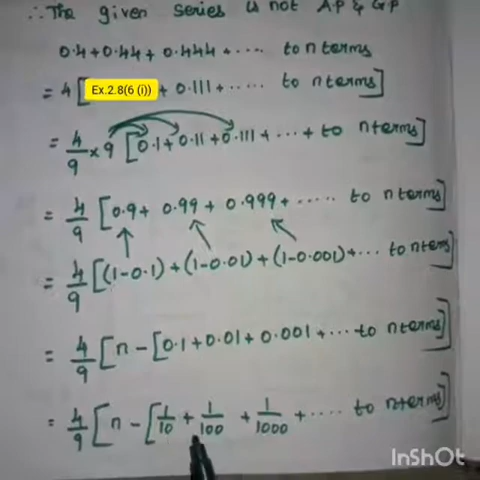 ∴ The given series is not A.P & G.P
0.4+0.44+0.444+.... to n terms
= 4 [ Ex.2.8(6 (i)) + 0.111+..... to n terms]
= 4/9 × 9 [0.1+0.11+0.111+...+ to n terms]
= 4/9 [0.9+ 0.99+ 0.999+..... to n terms]
= 4/9 [(1-0.1)+(1-0.01)+(1-0.001)+... to n terms]
= 4/9 [n-[0.1+0.01+0.001+... to n terms]
= 4/9 [n-[1/10 + 1/100 + 1/1000 +.... to n terms]
InShOt